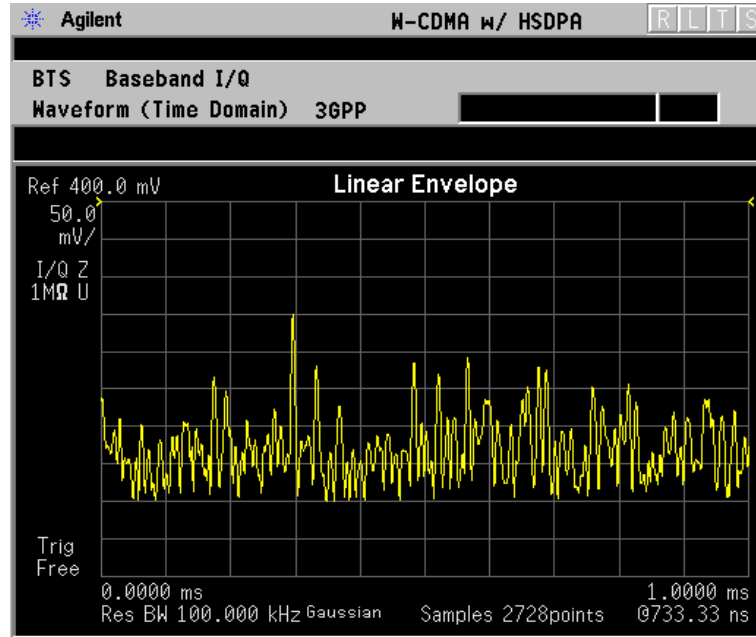 Agilent W-CDMA w/ HSDPA R L T S
BTS Baseband I/Q
Waveform (Time Domain) 3GPP
Ref 400.0 mV Linear Envelope
50.0
mV/
I/Q Z
1MΩ U
Trig
Free
0.0000 ms 1.0000 ms
Res BW 100.000 kHz Gaussian Samples 2728points @733.33 ns